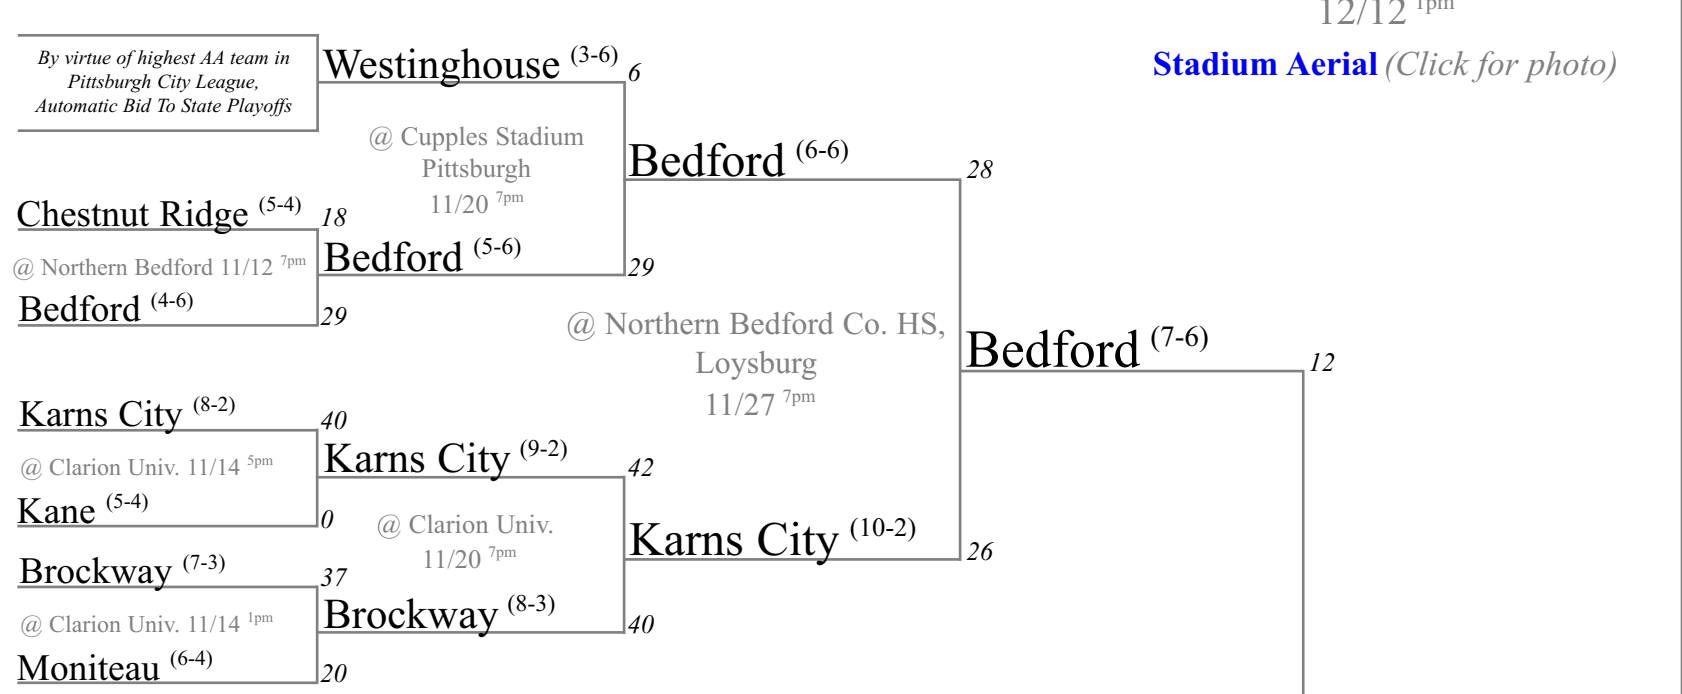 12/12 1pm
Stadium Aerial (Click for photo)
By virtue of highest AA team in
Pittsburgh City League,
Automatic Bid To State Playoffs
Westinghouse (3-6) 6
@ Cupples Stadium
Pittsburgh
11/20 7pm
Bedford (6-6) 28
Chestnut Ridge (5-4) 18
@ Northern Bedford 11/12 7pm
Bedford (4-6) 29
Bedford (5-6) 29
@ Northern Bedford Co. HS,
Loysburg
11/27 7pm
Bedford (7-6) 12
Karns City (8-2) 40
@ Clarion Univ. 11/14 5pm
Kane (5-4) 0
Karns City (9-2) 42
@ Clarion Univ.
11/20 7pm
Karns City (10-2) 26
Brockway (7-3) 37
@ Clarion Univ. 11/14 1pm
Moniteau (6-4) 20
Brockway (8-3) 40